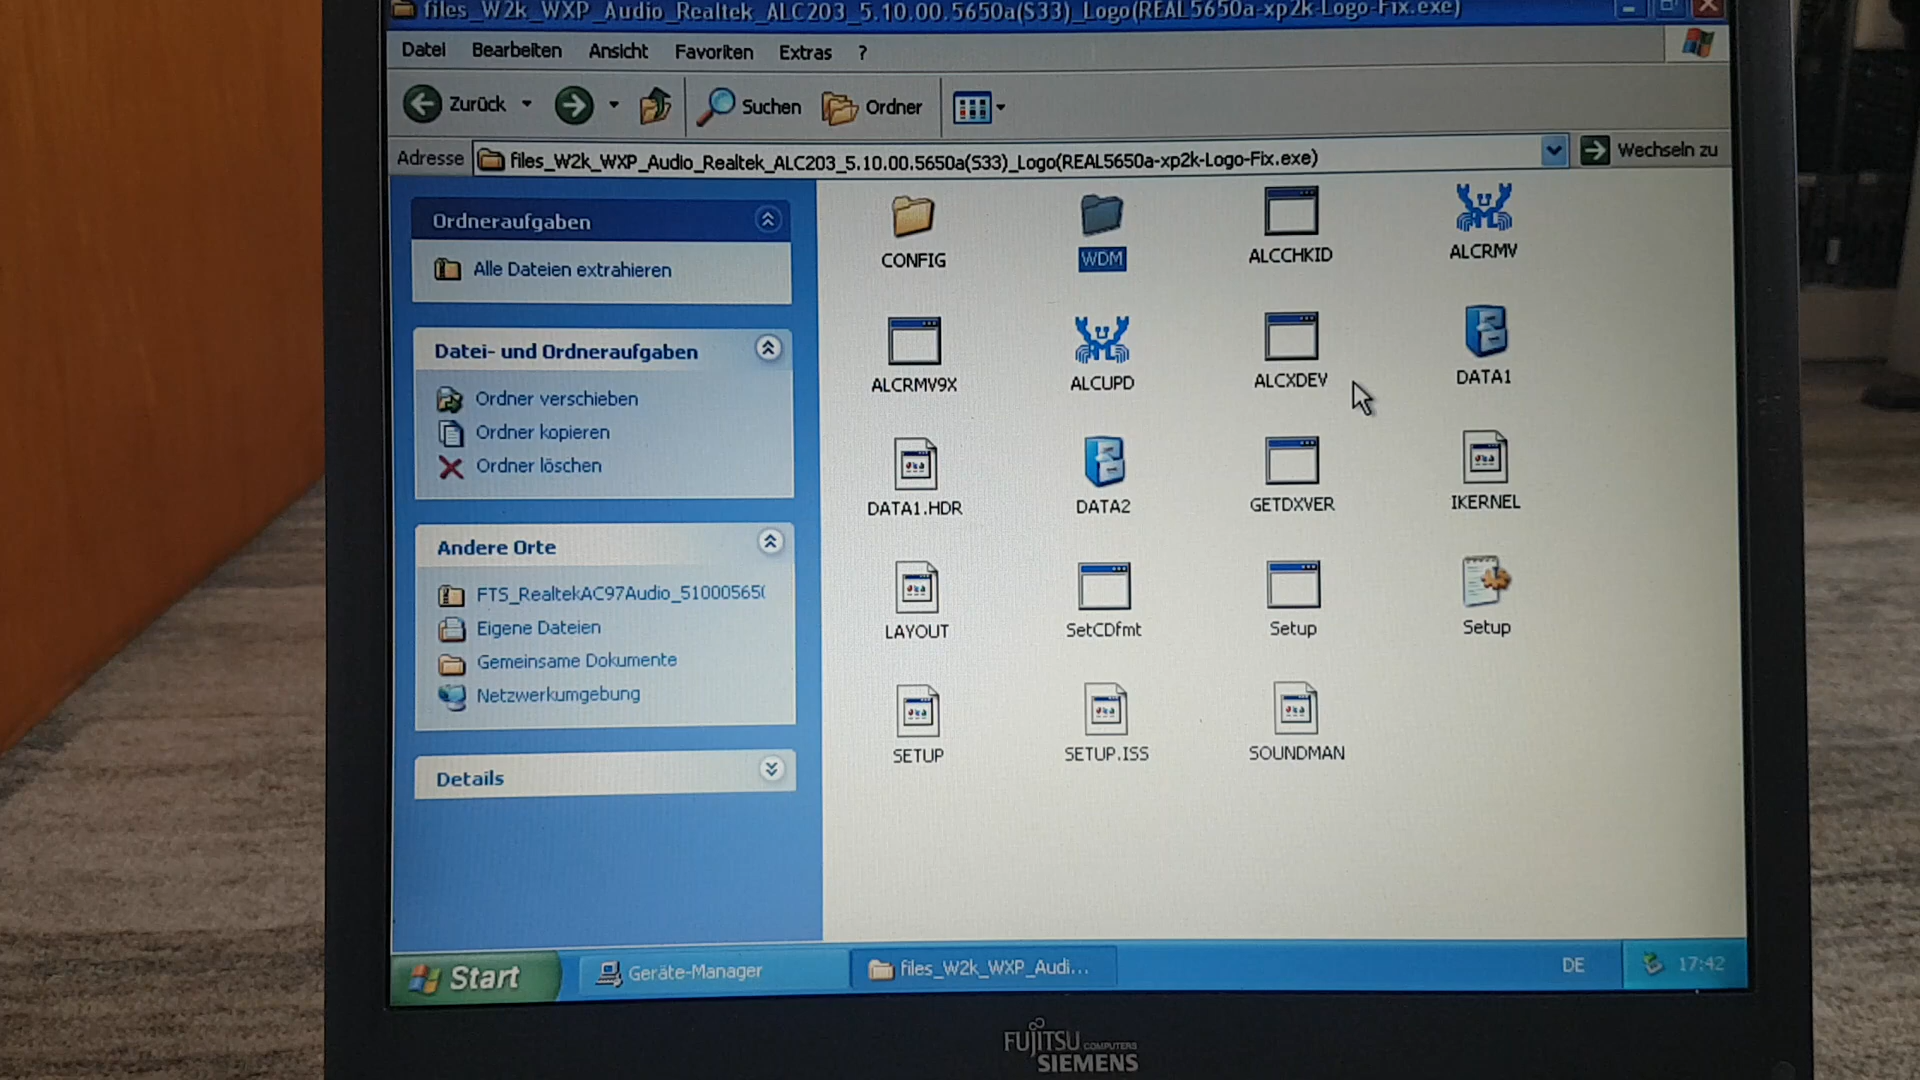 files_W2k_WXP_Audio_Realtek_ALC203_5.10.00.5650a(S33)_Logo(REAL5650a-xp2k-Logo-Fix.exe)
Datei Bearbeiten Ansicht Favoriten Extras ?
Zurück Suchen Ordner
Adresse files_W2k_WXP_Audio_Realtek_ALC203_5.10.00.5650a(S33)_Logo(REAL5650a-xp2k-Logo-Fix.exe) Wechseln zu
Ordneraufgaben
Alle Dateien extrahieren
Datei- und Ordneraufgaben
Ordner verschieben
Ordner kopieren
Ordner löschen
Andere Orte
FTS_RealtekAC97Audio_51000565(
Eigene Dateien
Gemeinsame Dokumente
Netzwerkumgebung
Details
CONFIG WDM ALCCHKID ALCRMV
ALCRMV9X ALCUPD ALCXDEV DATA1
DATA1.HDR DATA2 GETDXVER IKERNEL
LAYOUT SetCDfmt Setup Setup
SETUP SETUP.ISS SOUNDMAN
Start Geräte-Manager files_W2k_WXP_Audi... DE 17:42
FUJITSU COMPUTERS
SIEMENS